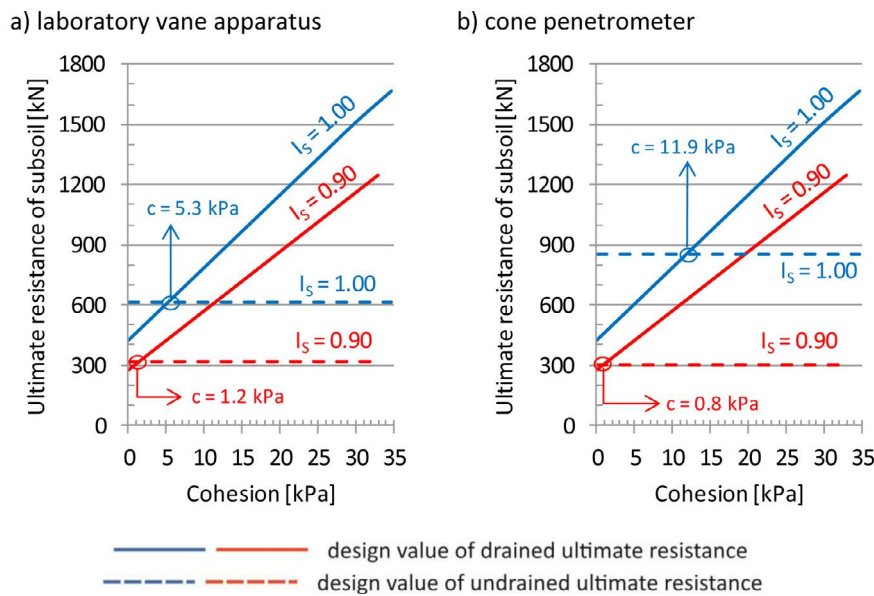 a) laboratory vane apparatus
b) cone penetrometer
Ultimate resistance of subsoil [kN]
1800
1500
1200
900
600
300
0
0 5 10 15 20 25 30 35
Cohesion [kPa]
I_S = 1.00
I_S = 0.90
c = 5.3 kPa
I_S = 1.00
I_S = 0.90
c = 1.2 kPa
Ultimate resistance of subsoil [kN]
1800
1500
1200
900
600
300
0
0 5 10 15 20 25 30 35
Cohesion [kPa]
I_S = 1.00
c = 11.9 kPa
I_S = 0.90
I_S = 1.00
I_S = 0.90
c = 0.8 kPa
design value of drained ultimate resistance
design value of undrained ultimate resistance